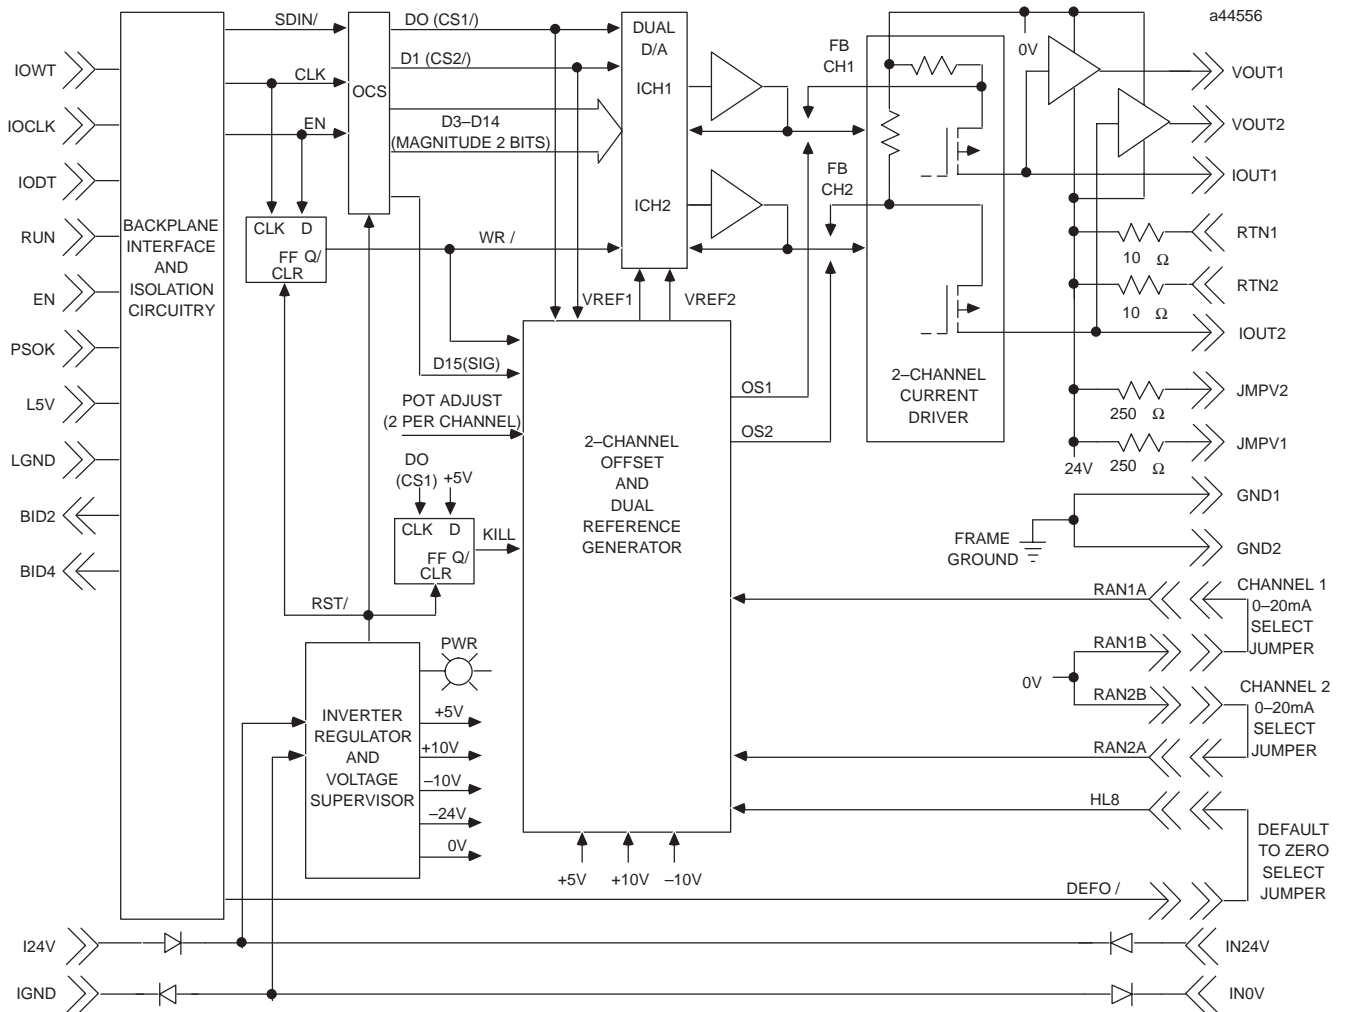 a44556
IOWT
IOCLK
IODT
RUN
EN
PSOK
L5V
LGND
BID2
BID4
I24V
IGND
BACKPLANE
INTERFACE
AND
ISOLATION
CIRCUITRY
SDIN/
CLK
EN
OCS
CLK D
FF Q/
CLR
DO (CS1/)
D1 (CS2/)
D3–D14
(MAGNITUDE 2 BITS)
WR /
D15(SIG)
POT ADJUST
(2 PER CHANNEL)
DO
(CS1)
+5V
CLK D
FF Q/
CLR
KILL
RST/
INVERTER
REGULATOR
AND
VOLTAGE
SUPERVISOR
PWR
+5V
+10V
–10V
–24V
0V
DUAL
D/A
ICH1
ICH2
VREF1
VREF2
2–CHANNEL
OFFSET
AND
DUAL
REFERENCE
GENERATOR
+5V
+10V
–10V
OS1
OS2
FB
CH1
FB
CH2
2–CHANNEL
CURRENT
DRIVER
0V
VOUT1
VOUT2
IOUT1
RTN1
10 Ω
RTN2
10 Ω
IOUT2
JMPV2
250 Ω
JMPV1
24V
250 Ω
GND1
FRAME
GROUND
GND2
RAN1A
RAN1B
0V
RAN2B
RAN2A
CHANNEL 1
0–20mA
SELECT
JUMPER
CHANNEL 2
0–20mA
SELECT
JUMPER
HL8
DEFO /
DEFAULT
TO ZERO
SELECT
JUMPER
IN24V
IN0V